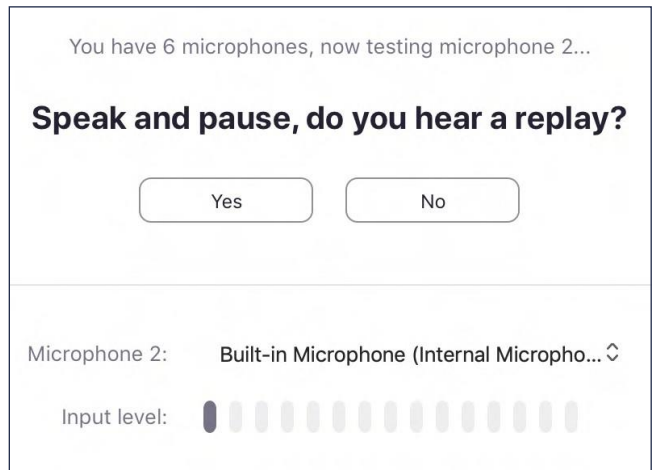 You have 6 microphones, now testing microphone 2...
Speak and pause, do you hear a replay?
Yes No
Microphone 2: Built-in Microphone (Internal Micropho...
Input level: